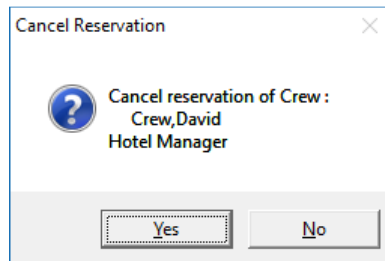 Cancel Reservation
Cancel reservation of Crew :
Crew,David
Hotel Manager
Yes
No